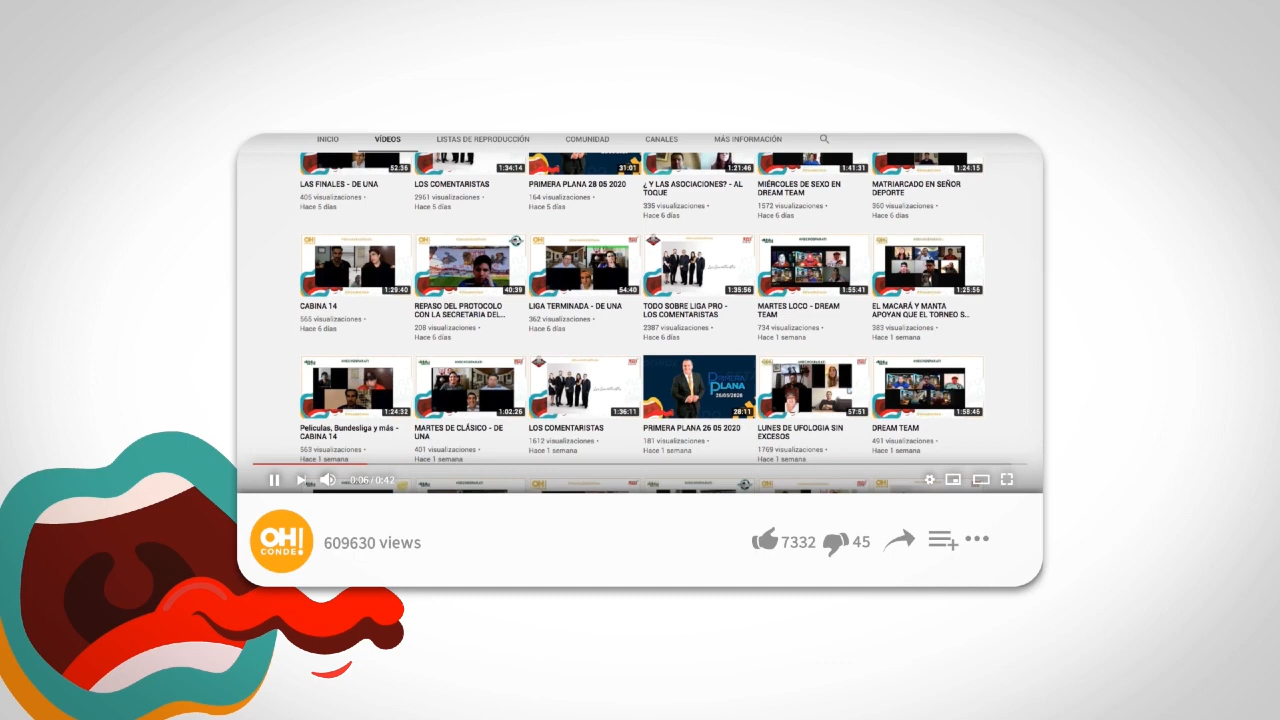 INICIO VÍDEOS LISTAS DE REPRODUCCIÓN COMUNIDAD CANALES MÁS INFORMACIÓN
52:36 1:34:14 31:01 1:21:46 1:41:31 1:24:15
LAS FINALES - DE UNA
405 visualizaciones •
Hace 5 días
LOS COMENTARISTAS
2961 visualizaciones •
Hace 5 días
PRIMERA PLANA 28 05 2020
164 visualizaciones •
Hace 5 días
¿ Y LAS ASOCIACIONES? - AL
TOQUE
335 visualizaciones •
Hace 6 días
MIÉRCOLES DE SEXO EN
DREAM TEAM
1572 visualizaciones •
Hace 6 días
MATRIARCADO EN SEÑOR
DEPORTE
360 visualizaciones •
Hace 6 días
1:29:40
CABINA 14
565 visualizaciones •
Hace 6 días
40:39
REPASO DEL PROTOCOLO
CON LA SECRETARIA DEL...
208 visualizaciones •
Hace 6 días
54:40
LIGA TERMINADA - DE UNA
362 visualizaciones •
Hace 6 días
1:35:56
TODO SOBRE LIGA PRO -
LOS COMENTARISTAS
2387 visualizaciones •
Hace 6 días
1:55:41
MARTES LOCO - DREAM
TEAM
734 visualizaciones •
Hace 1 semana
1:25:56
EL MACARÁ Y MANTA
APOYAN QUE EL TORNEO S...
383 visualizaciones •
Hace 1 semana
1:24:32
Películas, Bundesliga y más -
CABINA 14
563 visualizaciones •
Hace 1 semana
1:02:26
MARTES DE CLÁSICO - DE
UNA
401 visualizaciones •
Hace 1 semana
1:36:11
LOS COMENTARISTAS
1612 visualizaciones •
Hace 1 semana
PRIMERA
PLANA
26/05/2020
28:11
PRIMERA PLANA 26 05 2020
181 visualizaciones •
Hace 1 semana
57:51
LUNES DE UFOLOGIA SIN
EXCESOS
1769 visualizaciones •
Hace 1 semana
1:58:46
DREAM TEAM
491 visualizaciones •
Hace 1 semana
0:06 / 0:42
OH!
CONDE
609630 views
7332 45